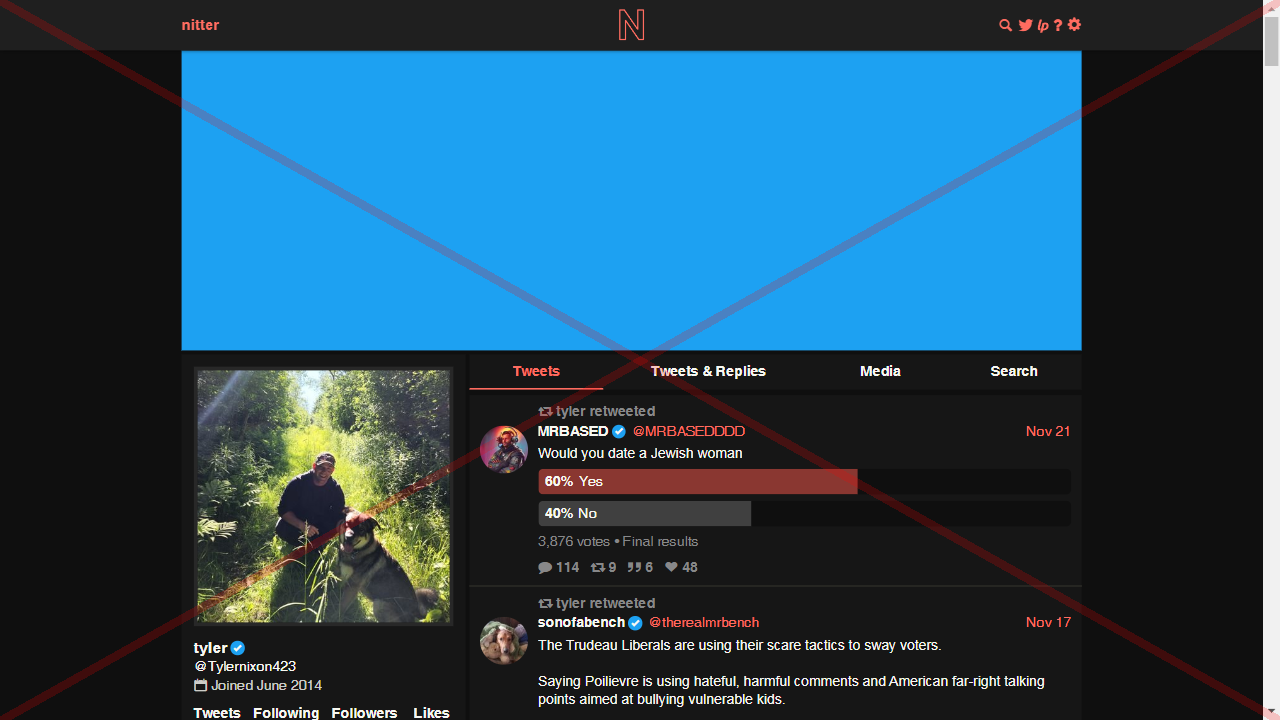 nitter
N
lp ?
Tweets
Tweets & Replies
Media
Search
tyler retweeted
MRBASED @MRBASEDDDD
Nov 21
Would you date a Jewish woman
60% Yes
40% No
3,876 votes • Final results
114 9 6 48
tyler retweeted
sonofabench @therealmrbench
Nov 17
The Trudeau Liberals are using their scare tactics to sway voters.
Saying Poilievre is using hateful, harmful comments and American far-right talking
points aimed at bullying vulnerable kids.
tyler
@Tylernixon423
Joined June 2014
Tweets Following Followers Likes